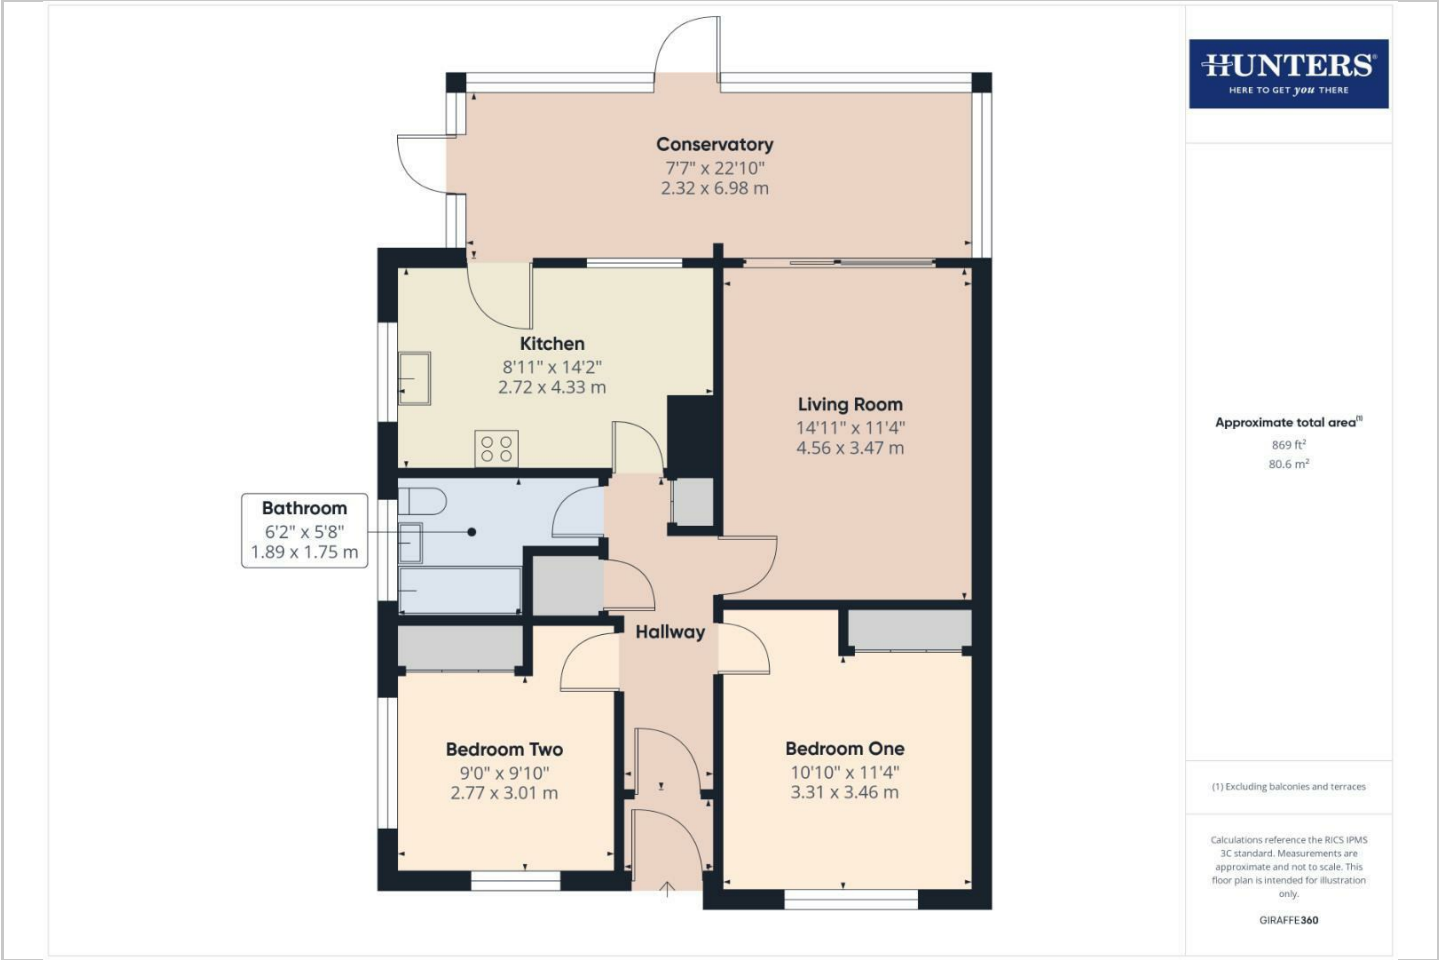 Conservatory
7'7" x 22'10"
2.32 x 6.98 m
Kitchen
8'11" x 14'2"
2.72 x 4.33 m
Living Room
14'11" x 11'4"
4.56 x 3.47 m
Bathroom
6'2" x 5'8"
1.89 x 1.75 m
Hallway
Bedroom Two
9'0" x 9'10"
2.77 x 3.01 m
Bedroom One
10'10" x 11'4"
3.31 x 3.46 m
HUNTERS®
HERE TO GET you THERE
Approximate total area(1)
869 ft²
80.6 m²
(1) Excluding balconies and terraces
Calculations reference the RICS IPMS
3C standard. Measurements are
approximate and not to scale. This
floor plan is intended for illustration
only.
GIRAFFE360